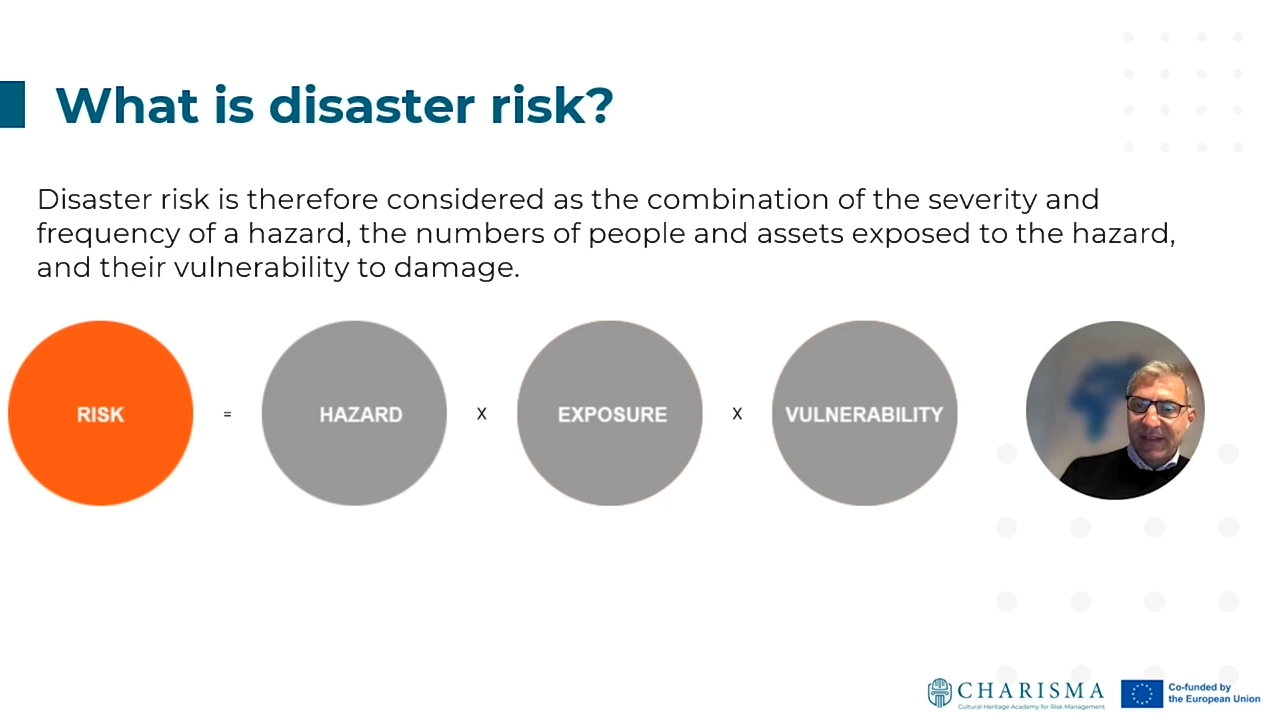 What is disaster risk?
Disaster risk is therefore considered as the combination of the severity and
frequency of a hazard, the numbers of people and assets exposed to the hazard,
and their vulnerability to damage.
RISK = HAZARD X EXPOSURE X VULNERABILITY
CHARISMA
Cultural Heritage Academy for Risk Management
Co-funded by
the European Union